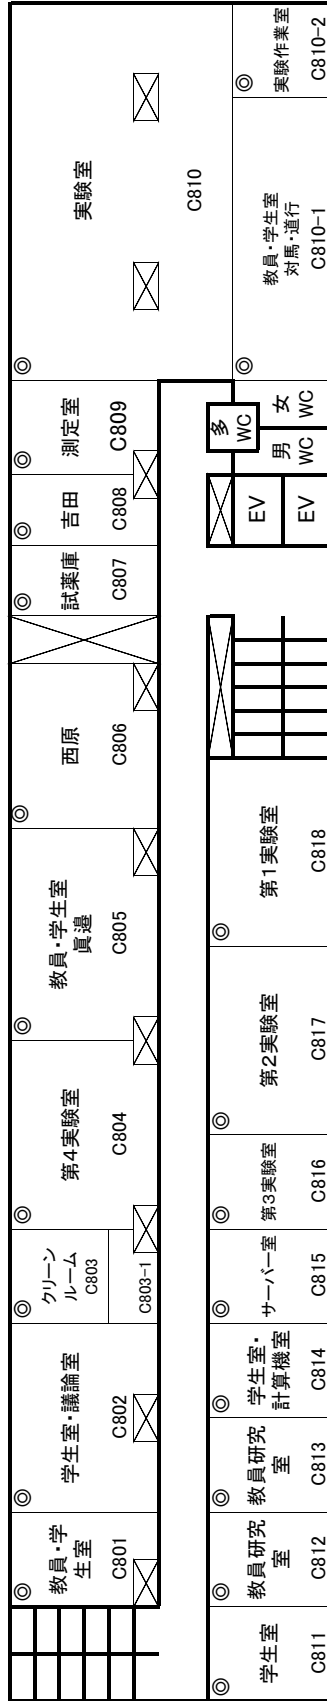 教員・学
生室
C801
学生室・議論室
C802
クリーン
ルーム
C803
C803-1
第4実験室
C804
教員・学生室
眞邉
C805
西原
C806
試薬庫
C807
吉田
C808
測定室
C809
実験室
C810
学生室
C811
教員研究
室
C812
教員研究
室
C813
学生室・
計算機室
C814
サーバー室
C815
第3実験室
C816
第2実験室
C817
第1実験室
C818
EV
EV
多
WC
男
WC
女
WC
教員・学生室
対馬・道行
C810-1
実験作業室
C810-2